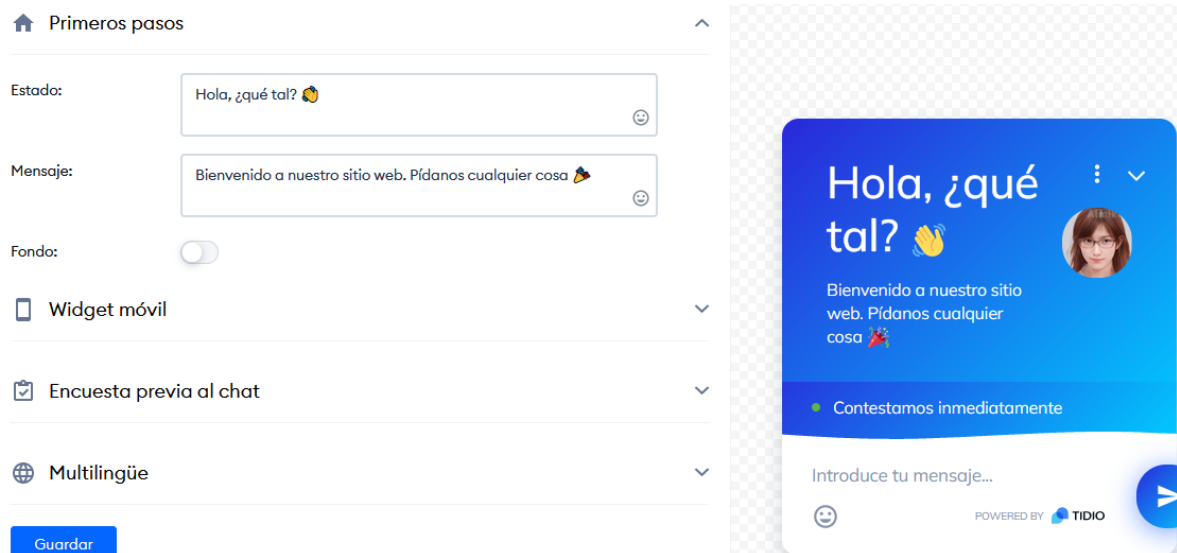 Primeros pasos
Estado:
Hola, ¿qué tal? 👏
Mensaje:
Bienvenido a nuestro sitio web. Pídanos cualquier cosa 🎉
Fondo:
Widget móvil
Encuesta previa al chat
Multilingüe
Guardar
Hola, ¿qué
tal? 👋
Bienvenido a nuestro sitio
web. Pídanos cualquier
cosa 🎉
Contestamos inmediatamente
Introduce tu mensaje...
POWERED BY TIDIO